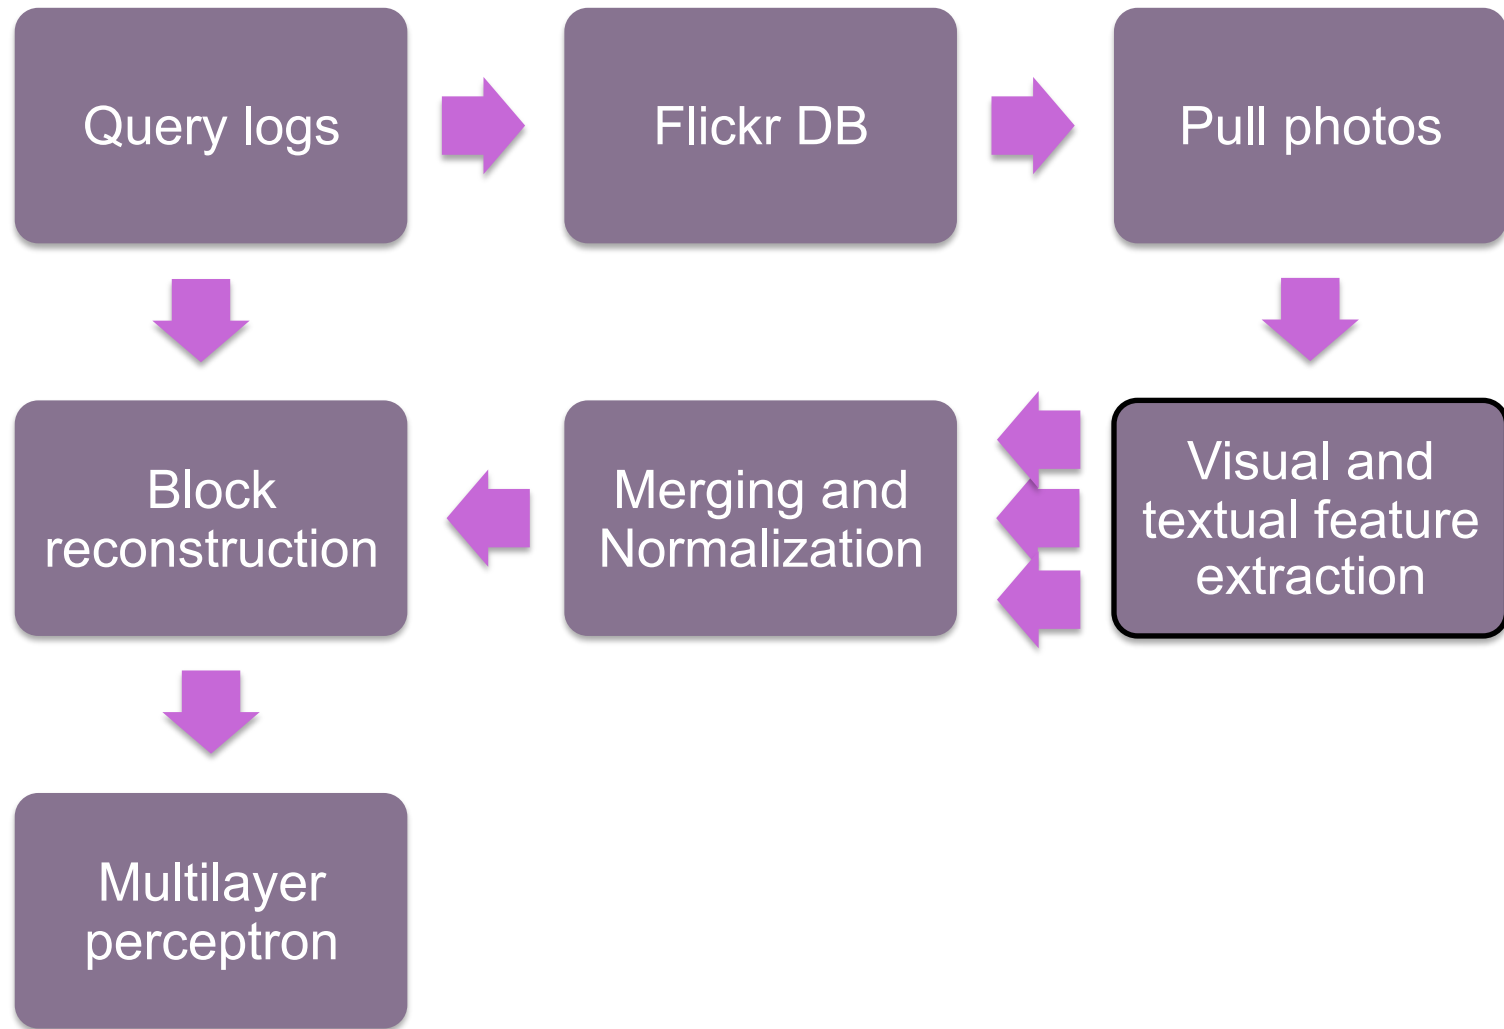 Query logs
Flickr DB
Pull photos
Block
reconstruction
Merging and
Normalization
Visual and
textual feature
extraction
Multilayer
perceptron